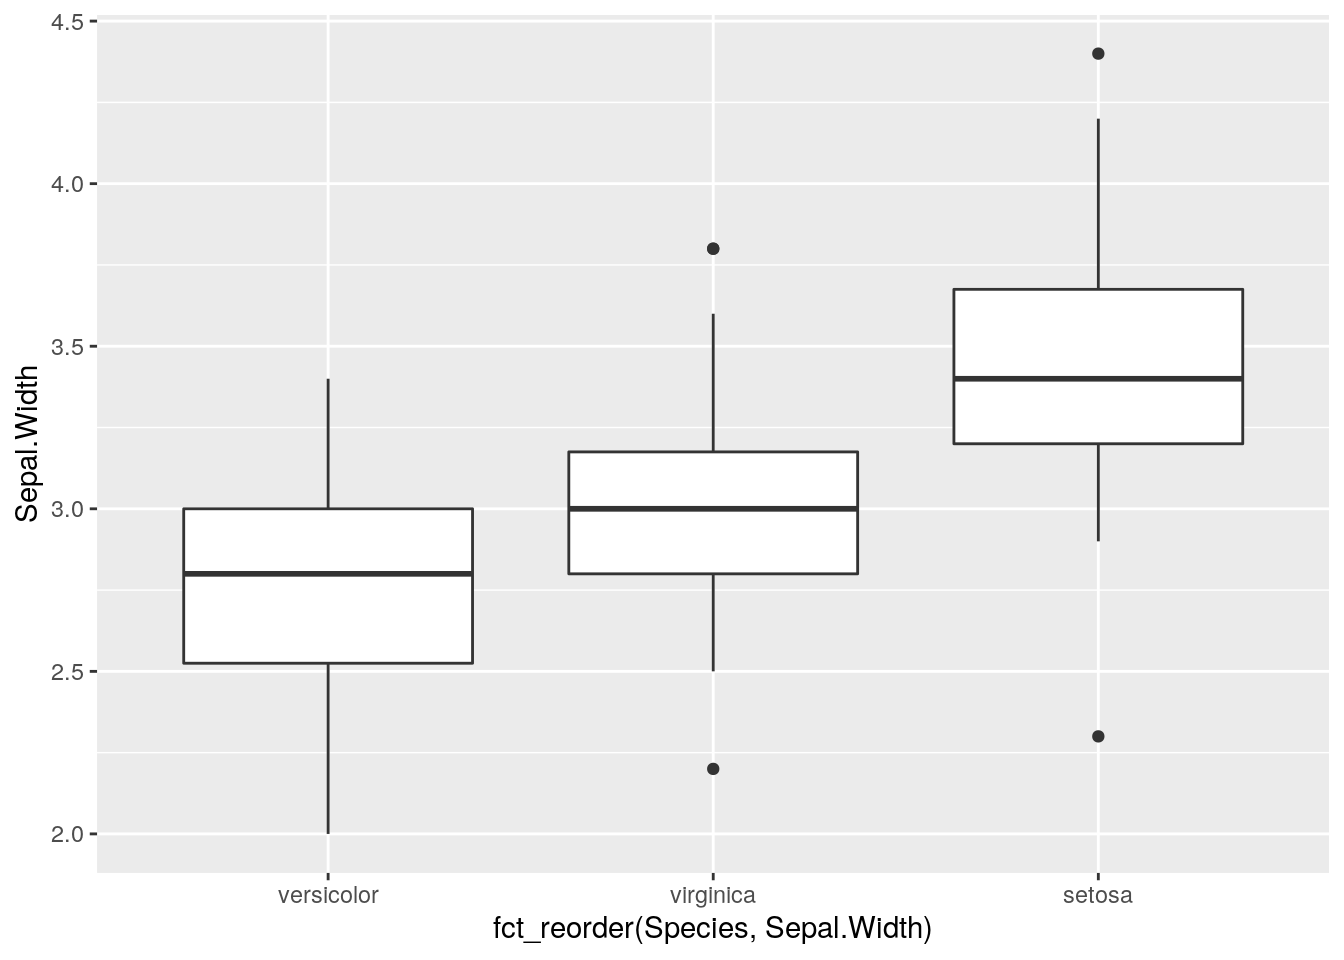 4.5
4.0
3.5
3.0
2.5
2.0
Sepal.Width
versicolor virginica setosa
fct_reorder(Species, Sepal.Width)